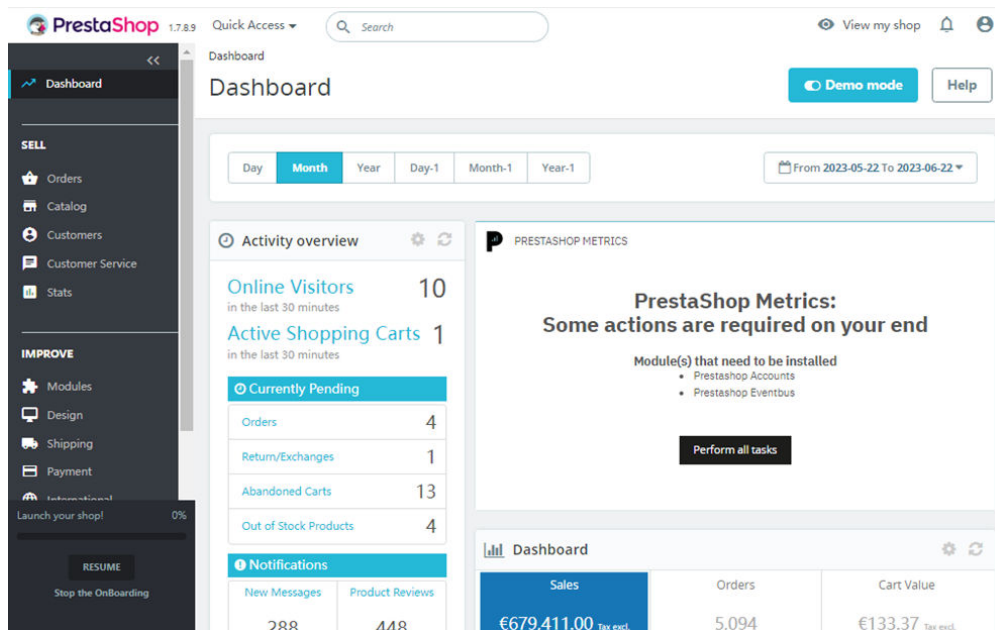 PrestaShop 1.7.8.9 Quick Access Search View my shop
Dashboard
Dashboard
Demo mode
Help
Dashboard
SELL
Orders
Catalog
Customers
Customer Service
Stats
IMPROVE
Modules
Design
Shipping
Payment
International
Launch your shop! 0%
RESUME
Stop the OnBoarding
Day Month Year Day-1 Month-1 Year-1
From 2023-05-22 To 2023-06-22
Activity overview
Online Visitors 10
in the last 30 minutes
Active Shopping Carts 1
in the last 30 minutes
Currently Pending
Orders 4
Return/Exchanges 1
Abandoned Carts 13
Out of Stock Products 4
Notifications
New Messages Product Reviews
288 448
PRESTASHOP METRICS
PrestaShop Metrics:
Some actions are required on your end
Module(s) that need to be installed
Prestashop Accounts
Prestashop Eventbus
Perform all tasks
Dashboard
Sales Orders Cart Value
€679,411.00 Tax excl. 5,094 €133.37 Tax excl.